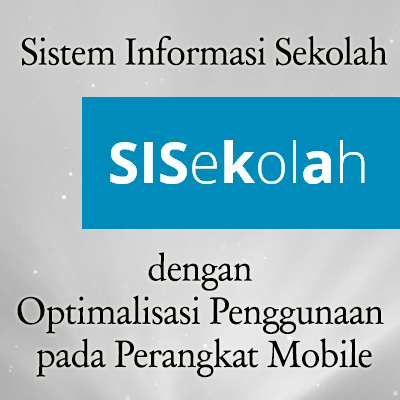 Sistem Informasi Sekolah
SISekolah
dengan
Optimalisasi Penggunaan
pada Perangkat Mobile